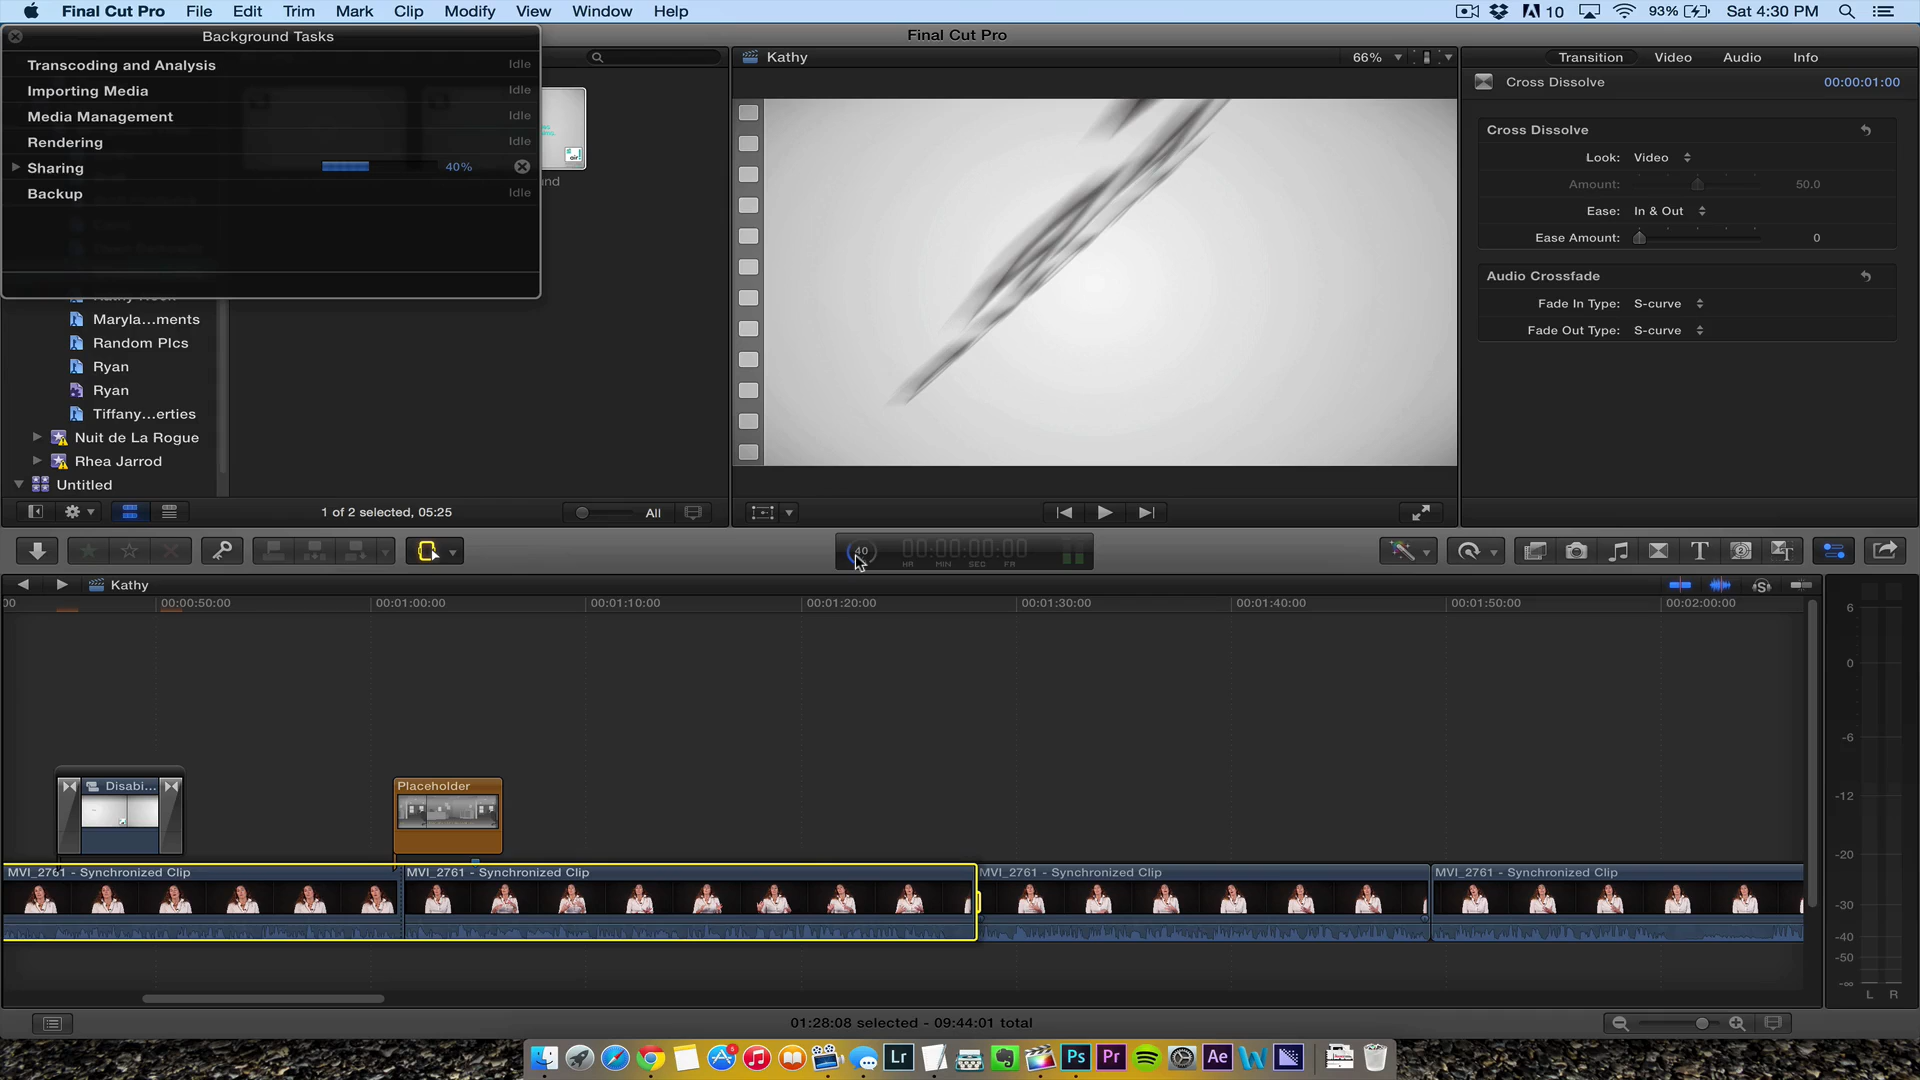 Final Cut Pro File Edit Trim Mark Clip Modify View Window Help
10 93% Sat 4:30 PM
Background Tasks
Final Cut Pro
Transcoding and Analysis Idle
Importing Media Idle
Media Management Idle
Rendering Idle
Sharing 40%
Backup Idle
air!
Maryla...ments
Random PIcs
Ryan
Ryan
Tiffany...erties
Nuit de La Rogue
Rhea Jarrod
Untitled
1 of 2 selected, 05:25
All
Kathy
66%
Transition Video Audio Info
Cross Dissolve 00:00:01:00
Cross Dissolve
Look: Video
Amount: 50.0
Ease: In & Out
Ease Amount: 0
Audio Crossfade
Fade In Type: S-curve
Fade Out Type: S-curve
40 00:00:00:00
HR MIN SEC FR
Kathy
00 00:00:50:00 00:01:00:00 00:01:10:00 00:01:20:00 00:01:30:00 00:01:40:00 00:01:50:00 00:02:00:00
Disabi...
Placeholder
MVI_2761 - Synchronized Clip MVI_2761 - Synchronized Clip MVI_2761 - Synchronized Clip MVI_2761 - Synchronized Clip
6
0
-6
-12
-20
-30
-40
-50
-∞
L R
01:28:08 selected - 09:44:01 total
Lr Ps Pr Ae W